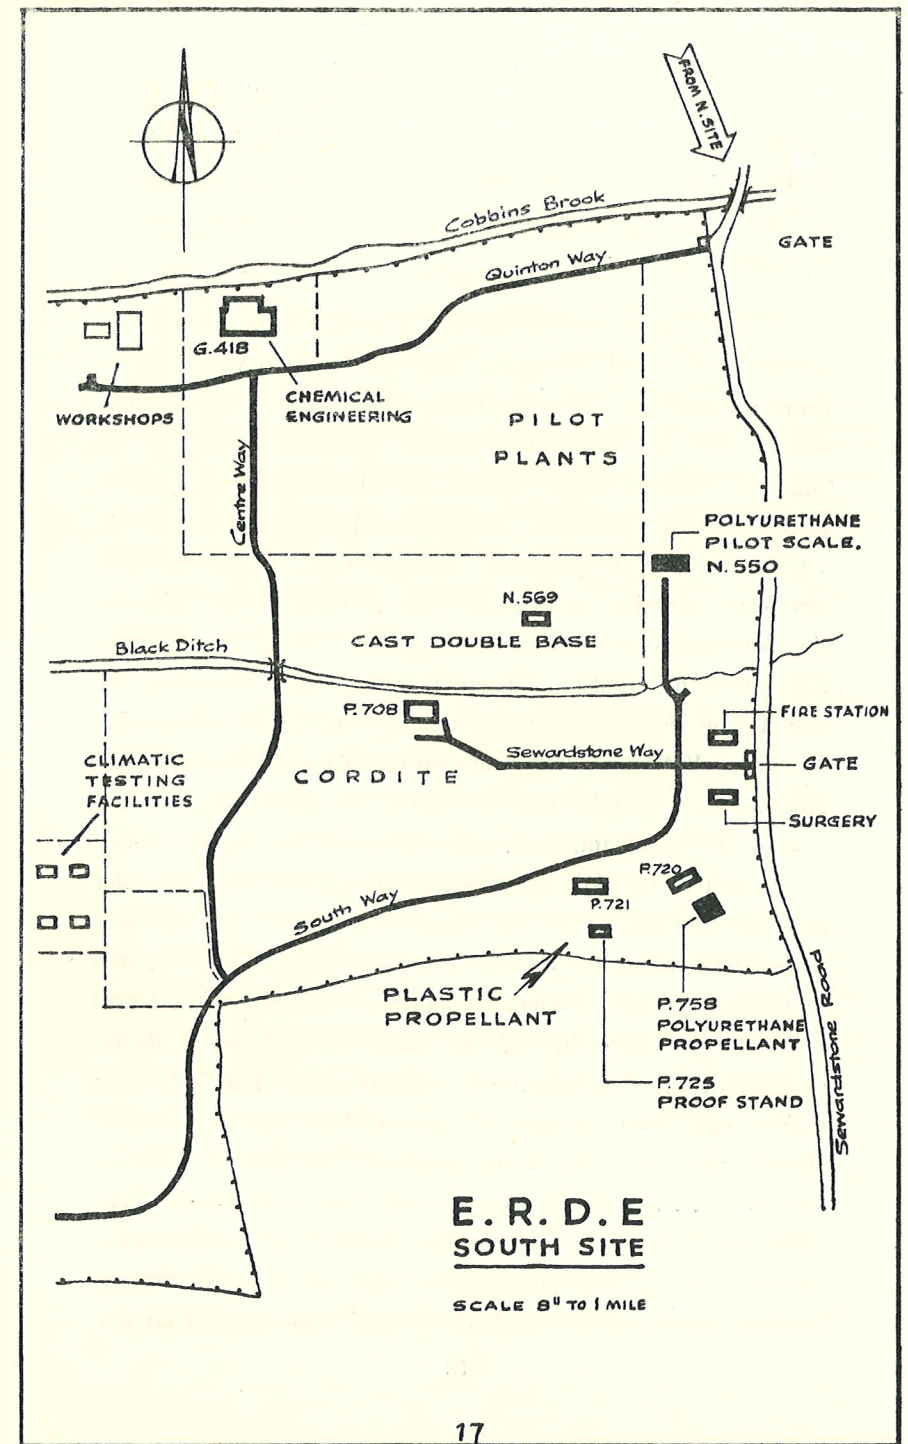 FROM N. SITE
Cobbins Brook
GATE
Quinton Way
G.418
WORKSHOPS
CHEMICAL
ENGINEERING
PILOT
PLANTS
Centre Way
POLYURETHANE
PILOT SCALE.
N. 550
N.569
CAST DOUBLE BASE
Black Ditch
P.708
FIRE STATION
Sewardstone Way
GATE
CLIMATIC
TESTING
FACILITIES
CORDITE
SURGERY
P.720
South Way
P.721
PLASTIC
PROPELLANT
P.758
POLYURETHANE
PROPELLANT
Sewardstone Road
P.725
PROOF STAND
E.R.D.E
SOUTH SITE
SCALE 8" TO 1 MILE
17